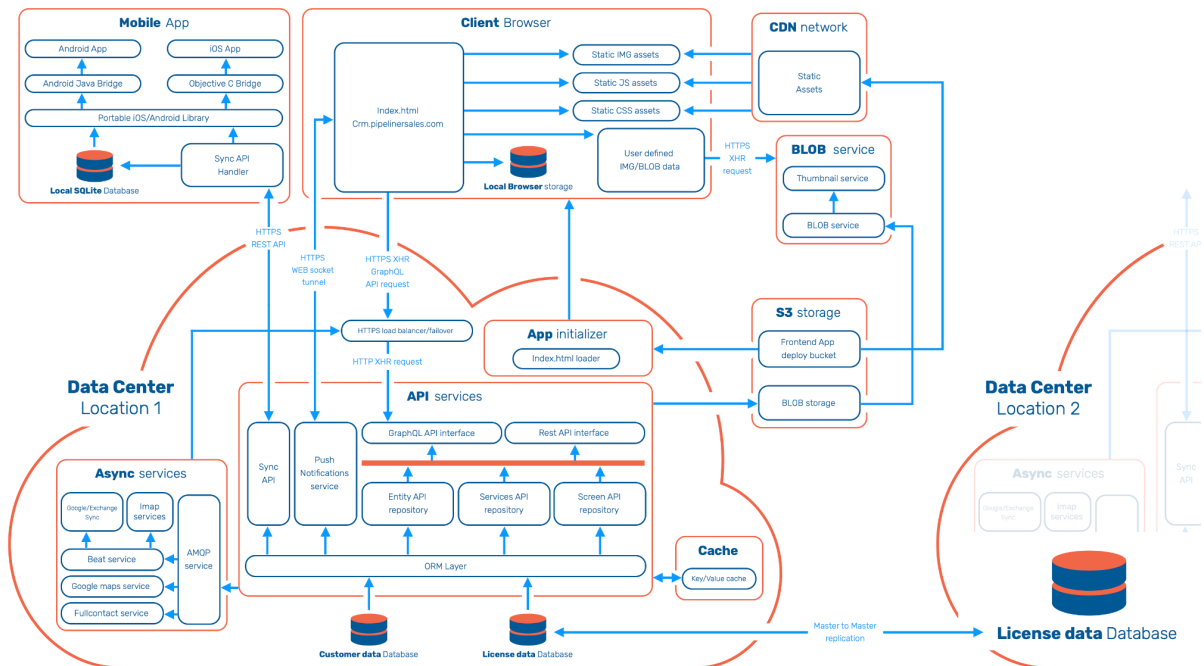 Mobile App
Android App
iOS App
Android Java Bridge
Objective C Bridge
Portable iOS/Android Library
Sync API
Handler
Local SQLite Database
Client Browser
Index.html
Crm.pipelinersales.com
Static IMG assets
Static JS assets
Static CSS assets
User defined
IMG/BLOB data
Local Browser storage
CDN network
Static
Assets
HTTPS
XHR
request
BLOB service
Thumbnail service
BLOB service
HTTPS
REST API
HTTPS
WEB socket
tunnel
HTTPS XHR
GraphQL
API request
HTTPS load balancer/failover
HTTP XHR request
App initializer
Index.html loader
S3 storage
Frontend App
deploy bucket
BLOB storage
Data Center
Location 1
API services
Sync
API
Push
Notifications
service
GraphQL API interface
Rest API interface
Entity API
repository
Services API
repository
Screen API
repository
ORM Layer
Async services
Google/Exchange
Sync
Imap
services
AMQP
service
Beat service
Google maps service
Fullcontact service
Cache
Key/Value cache
Customer data Database
License data Database
Master to Master
replication
Data Center
Location 2
HTTPS
REST API
Async services
Google/Exchange
Sync
Imap
services
Sync
API
License data Database